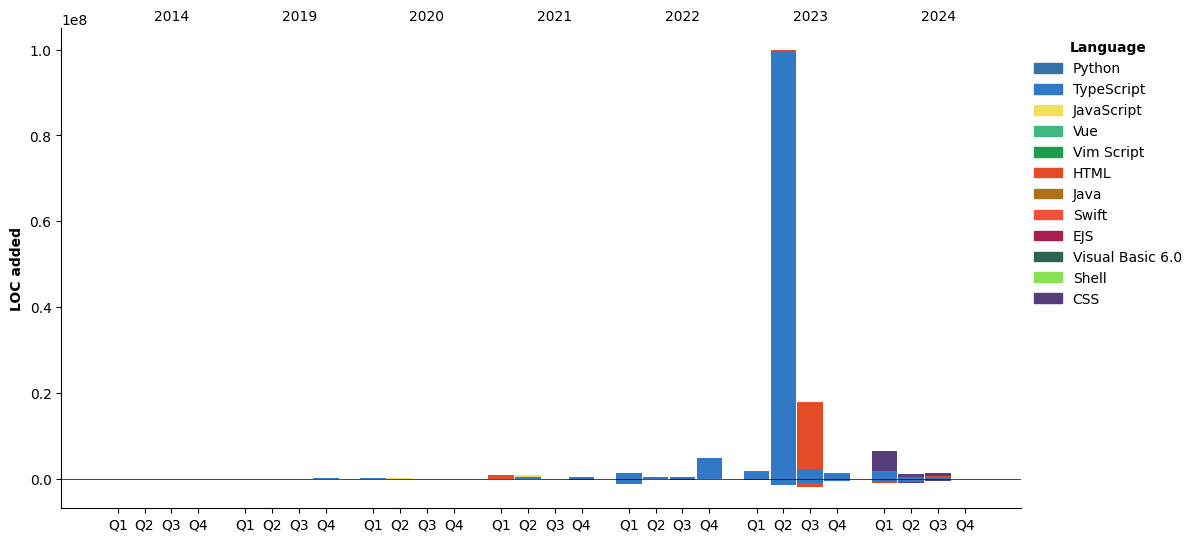 2014 2019 2020 2021 2022 2023 2024
1e8
Language
Python
TypeScript
JavaScript
Vue
Vim Script
HTML
Java
Swift
EJS
Visual Basic 6.0
Shell
CSS
LOC added
1.0
0.8
0.6
0.4
0.2
0.0
Q1 Q2 Q3 Q4 Q1 Q2 Q3 Q4 Q1 Q2 Q3 Q4 Q1 Q2 Q3 Q4 Q1 Q2 Q3 Q4 Q1 Q2 Q3 Q4 Q1 Q2 Q3 Q4